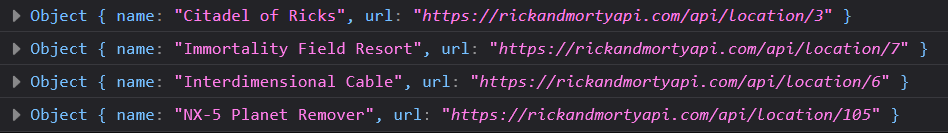 Object { name: "Citadel of Ricks", url: "https://rickandmortyapi.com/api/location/3" }
Object { name: "Immortality Field Resort", url: "https://rickandmortyapi.com/api/location/7" }
Object { name: "Interdimensional Cable", url: "https://rickandmortyapi.com/api/location/6" }
Object { name: "NX-5 Planet Remover", url: "https://rickandmortyapi.com/api/location/105" }